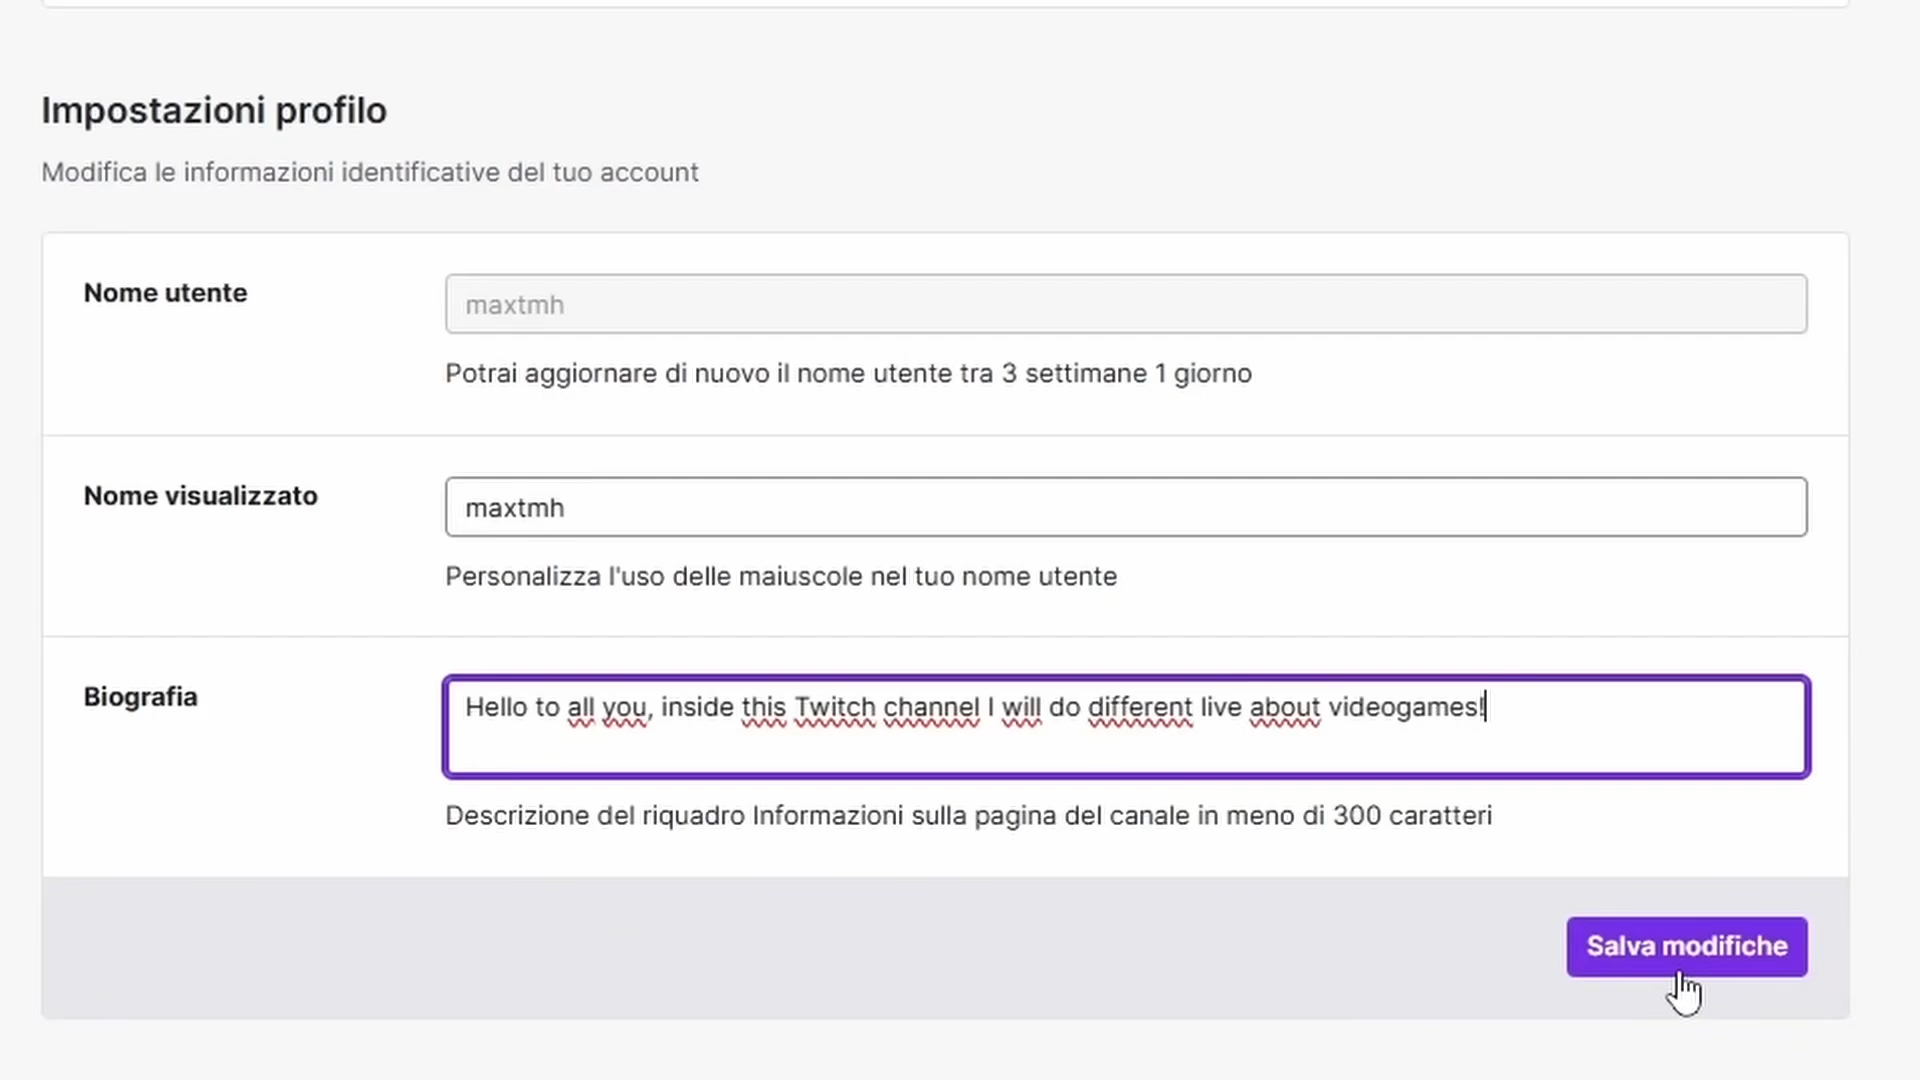 Impostazioni profilo
Modifica le informazioni identificative del tuo account
Nome utente
maxtmh
Potrai aggiornare di nuovo il nome utente tra 3 settimane 1 giorno
Nome visualizzato
maxtmh
Personalizza l'uso delle maiuscole nel tuo nome utente
Biografia
Hello to all you, inside this Twitch channel I will do different live about videogames!
Descrizione del riquadro Informazioni sulla pagina del canale in meno di 300 caratteri
Salva modifiche